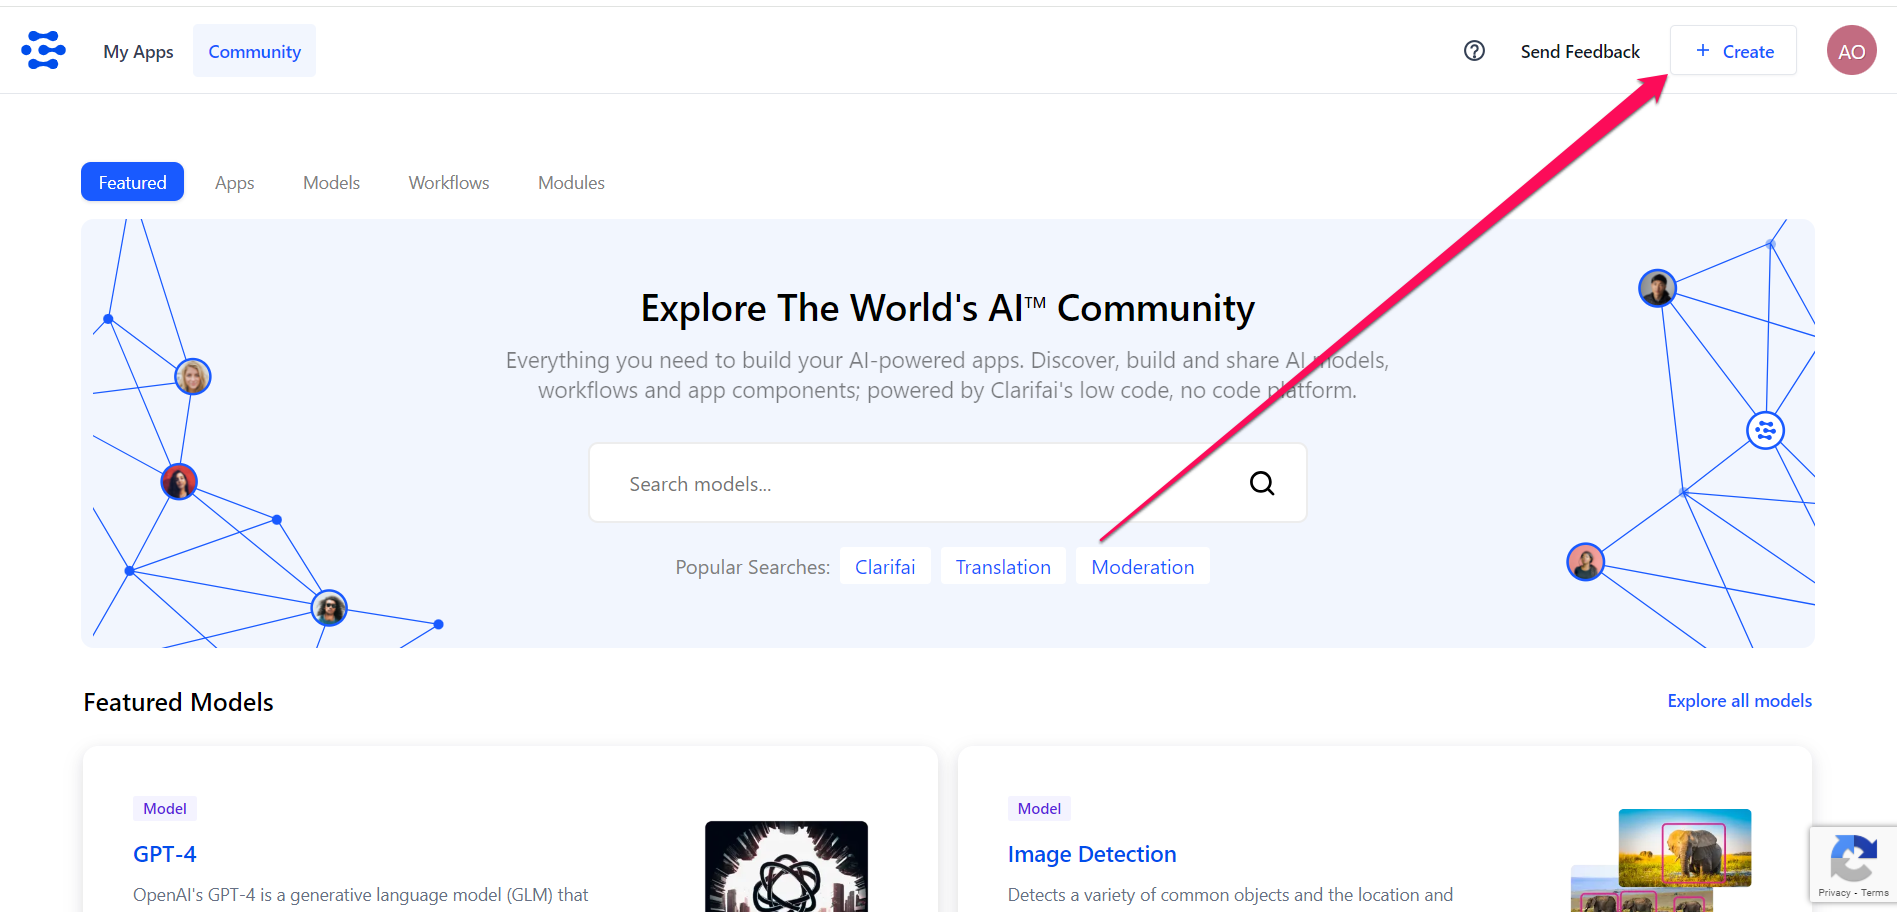 My Apps
Community
Send Feedback
+ Create
AO
Featured
Apps
Models
Workflows
Modules
Explore The World's AI™ Community
Everything you need to build your AI-powered apps. Discover, build and share AI models,
workflows and app components; powered by Clarifai's low code, no code platform.
Search models...
Popular Searches: Clarifai Translation Moderation
Featured Models
Explore all models
Model
GPT-4
OpenAI's GPT-4 is a generative language model (GLM) that
Model
Image Detection
Detects a variety of common objects and the location and
Privacy - Terms